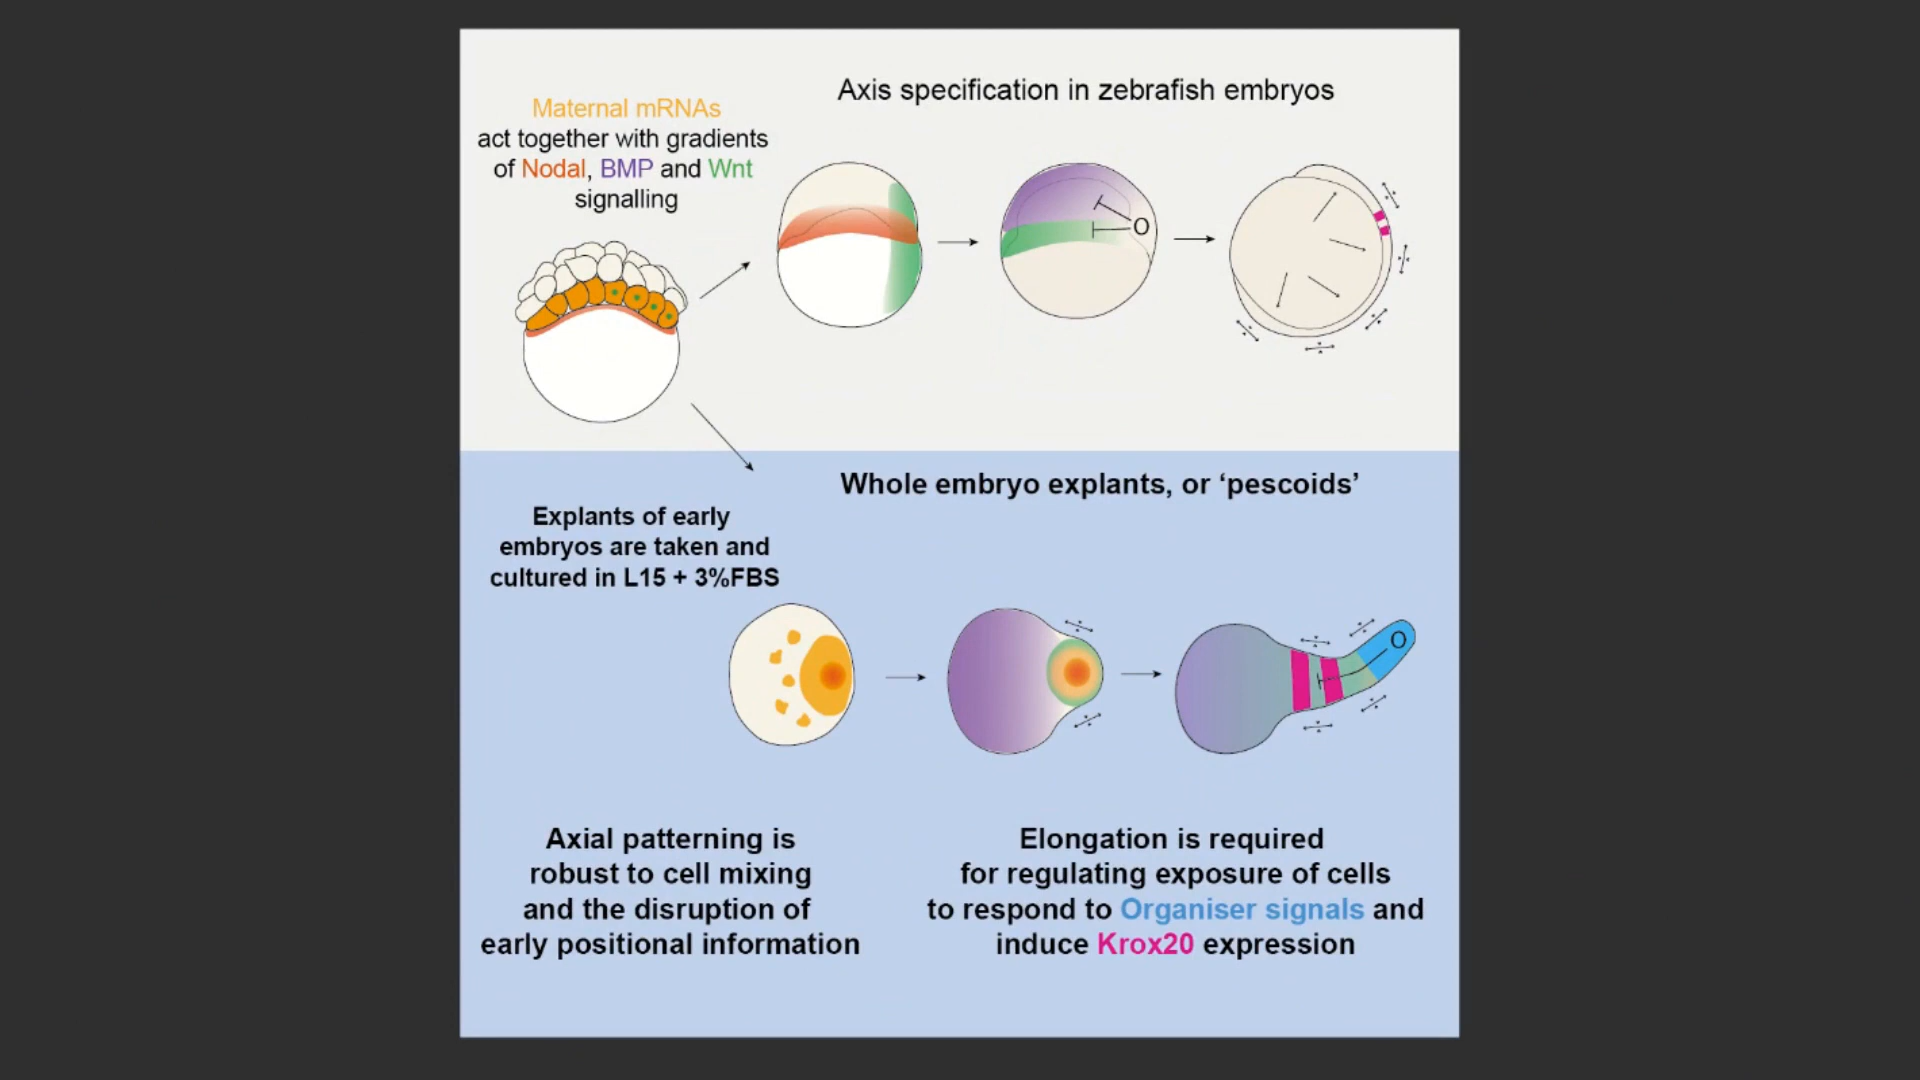 Axis specification in zebrafish embryos
Maternal mRNAs
act together with gradients
of Nodal, BMP and Wnt
signalling
O
Whole embryo explants, or ‘pescoids’
Explants of early
embryos are taken and
cultured in L15 + 3%FBS
O
Axial patterning is
robust to cell mixing
and the disruption of
early positional information
Elongation is required
for regulating exposure of cells
to respond to Organiser signals and
induce Krox20 expression